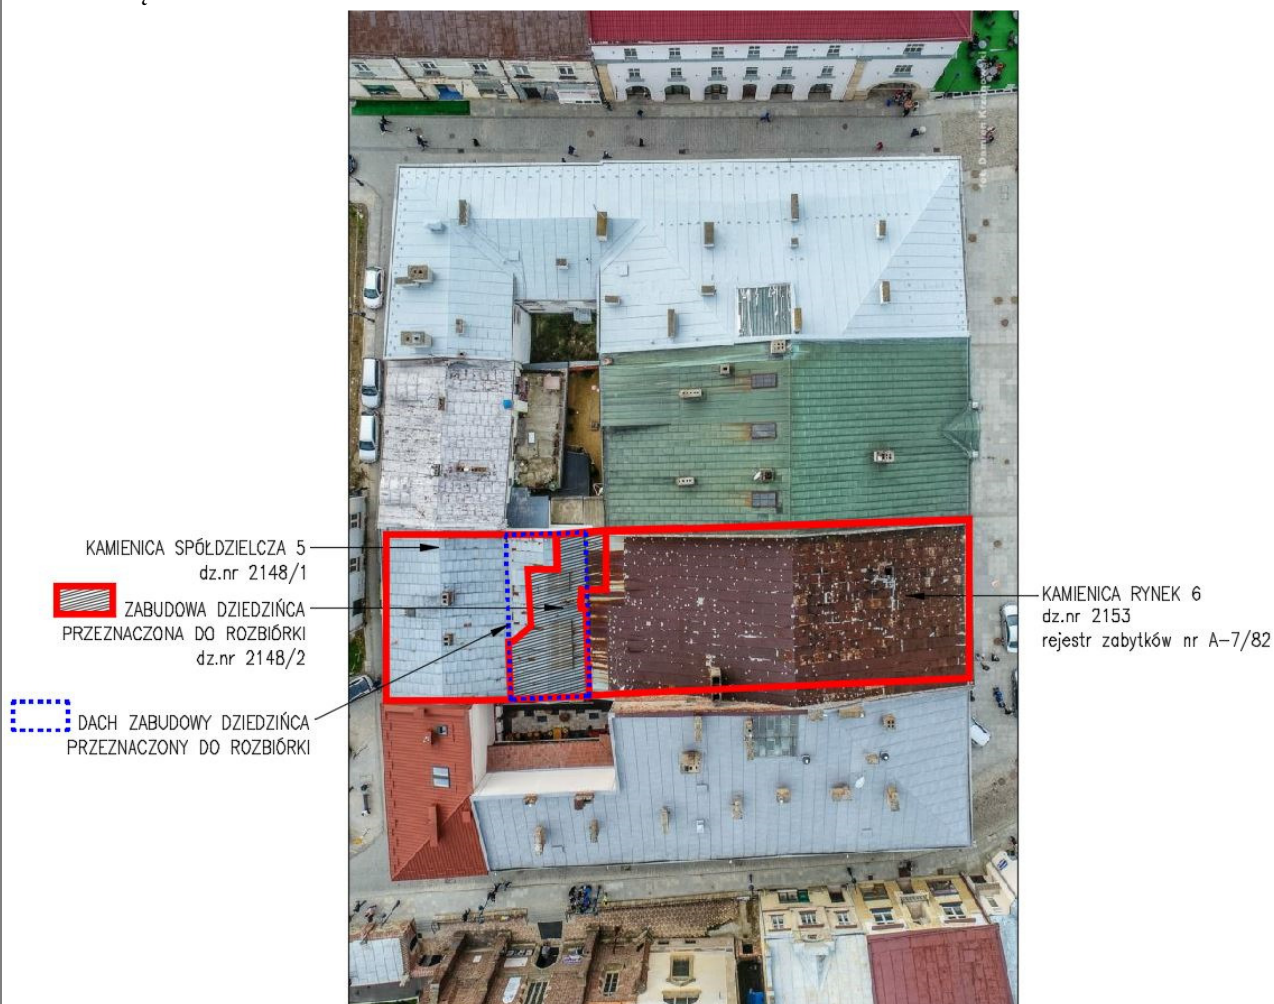 KAMIENICA SPÓŁDZIELCZA 5
dz.nr 2148/1
ZABUDOWA DZIEDZIŃCA
PRZEZNACZONA DO ROZBIÓRKI
dz.nr 2148/2
DACH ZABUDOWY DZIEDZIŃCA
PRZEZNACZONY DO ROZBIÓRKI
KAMIENICA RYNEK 6
dz.nr 2153
rejestr zabytków nr A-7/82